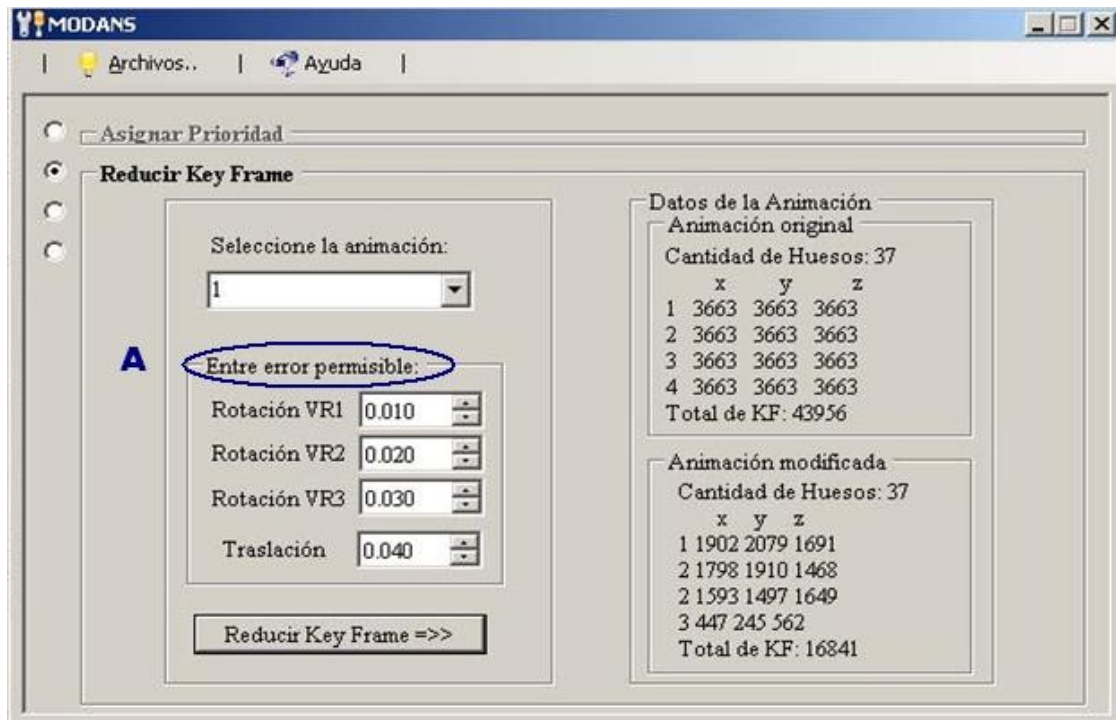 MODANS
| Archivos.. | Ayuda |
Asignar Prioridad
Reducir Key Frame
Seleccione la animación:
1
A
Entre error permisible:
Rotación VR1 0.010
Rotación VR2 0.020
Rotación VR3 0.030
Traslación 0.040
Reducir Key Frame =>>
Datos de la Animación
Animación original
Cantidad de Huesos: 37
x y z
1 3663 3663 3663
2 3663 3663 3663
3 3663 3663 3663
4 3663 3663 3663
Total de KF: 43956
Animación modificada
Cantidad de Huesos: 37
x y z
1 1902 2079 1691
2 1798 1910 1468
2 1593 1497 1649
3 447 245 562
Total de KF: 16841